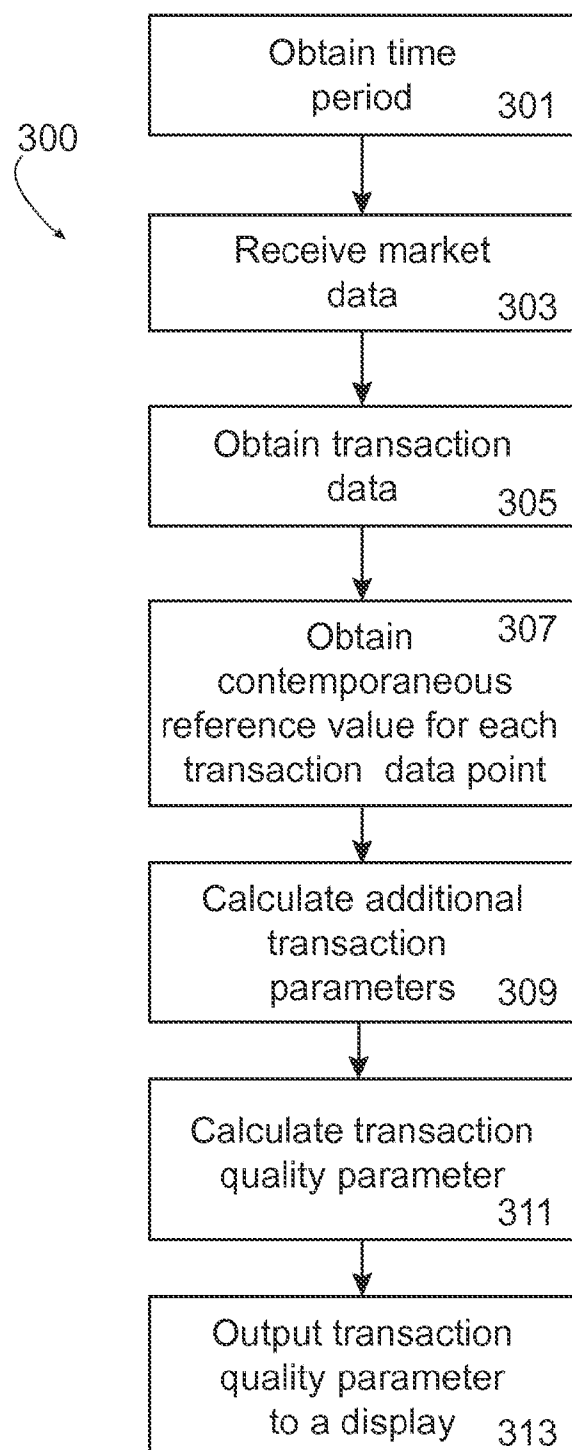 Obtain time
period
301
300
Receive market
data
303
Obtain transaction
data
305
307
Obtain
contemporaneous
reference value for each
transaction data point
Calculate additional
transaction
parameters
309
Calculate transaction
quality parameter
311
Output transaction
quality parameter
to a display
313